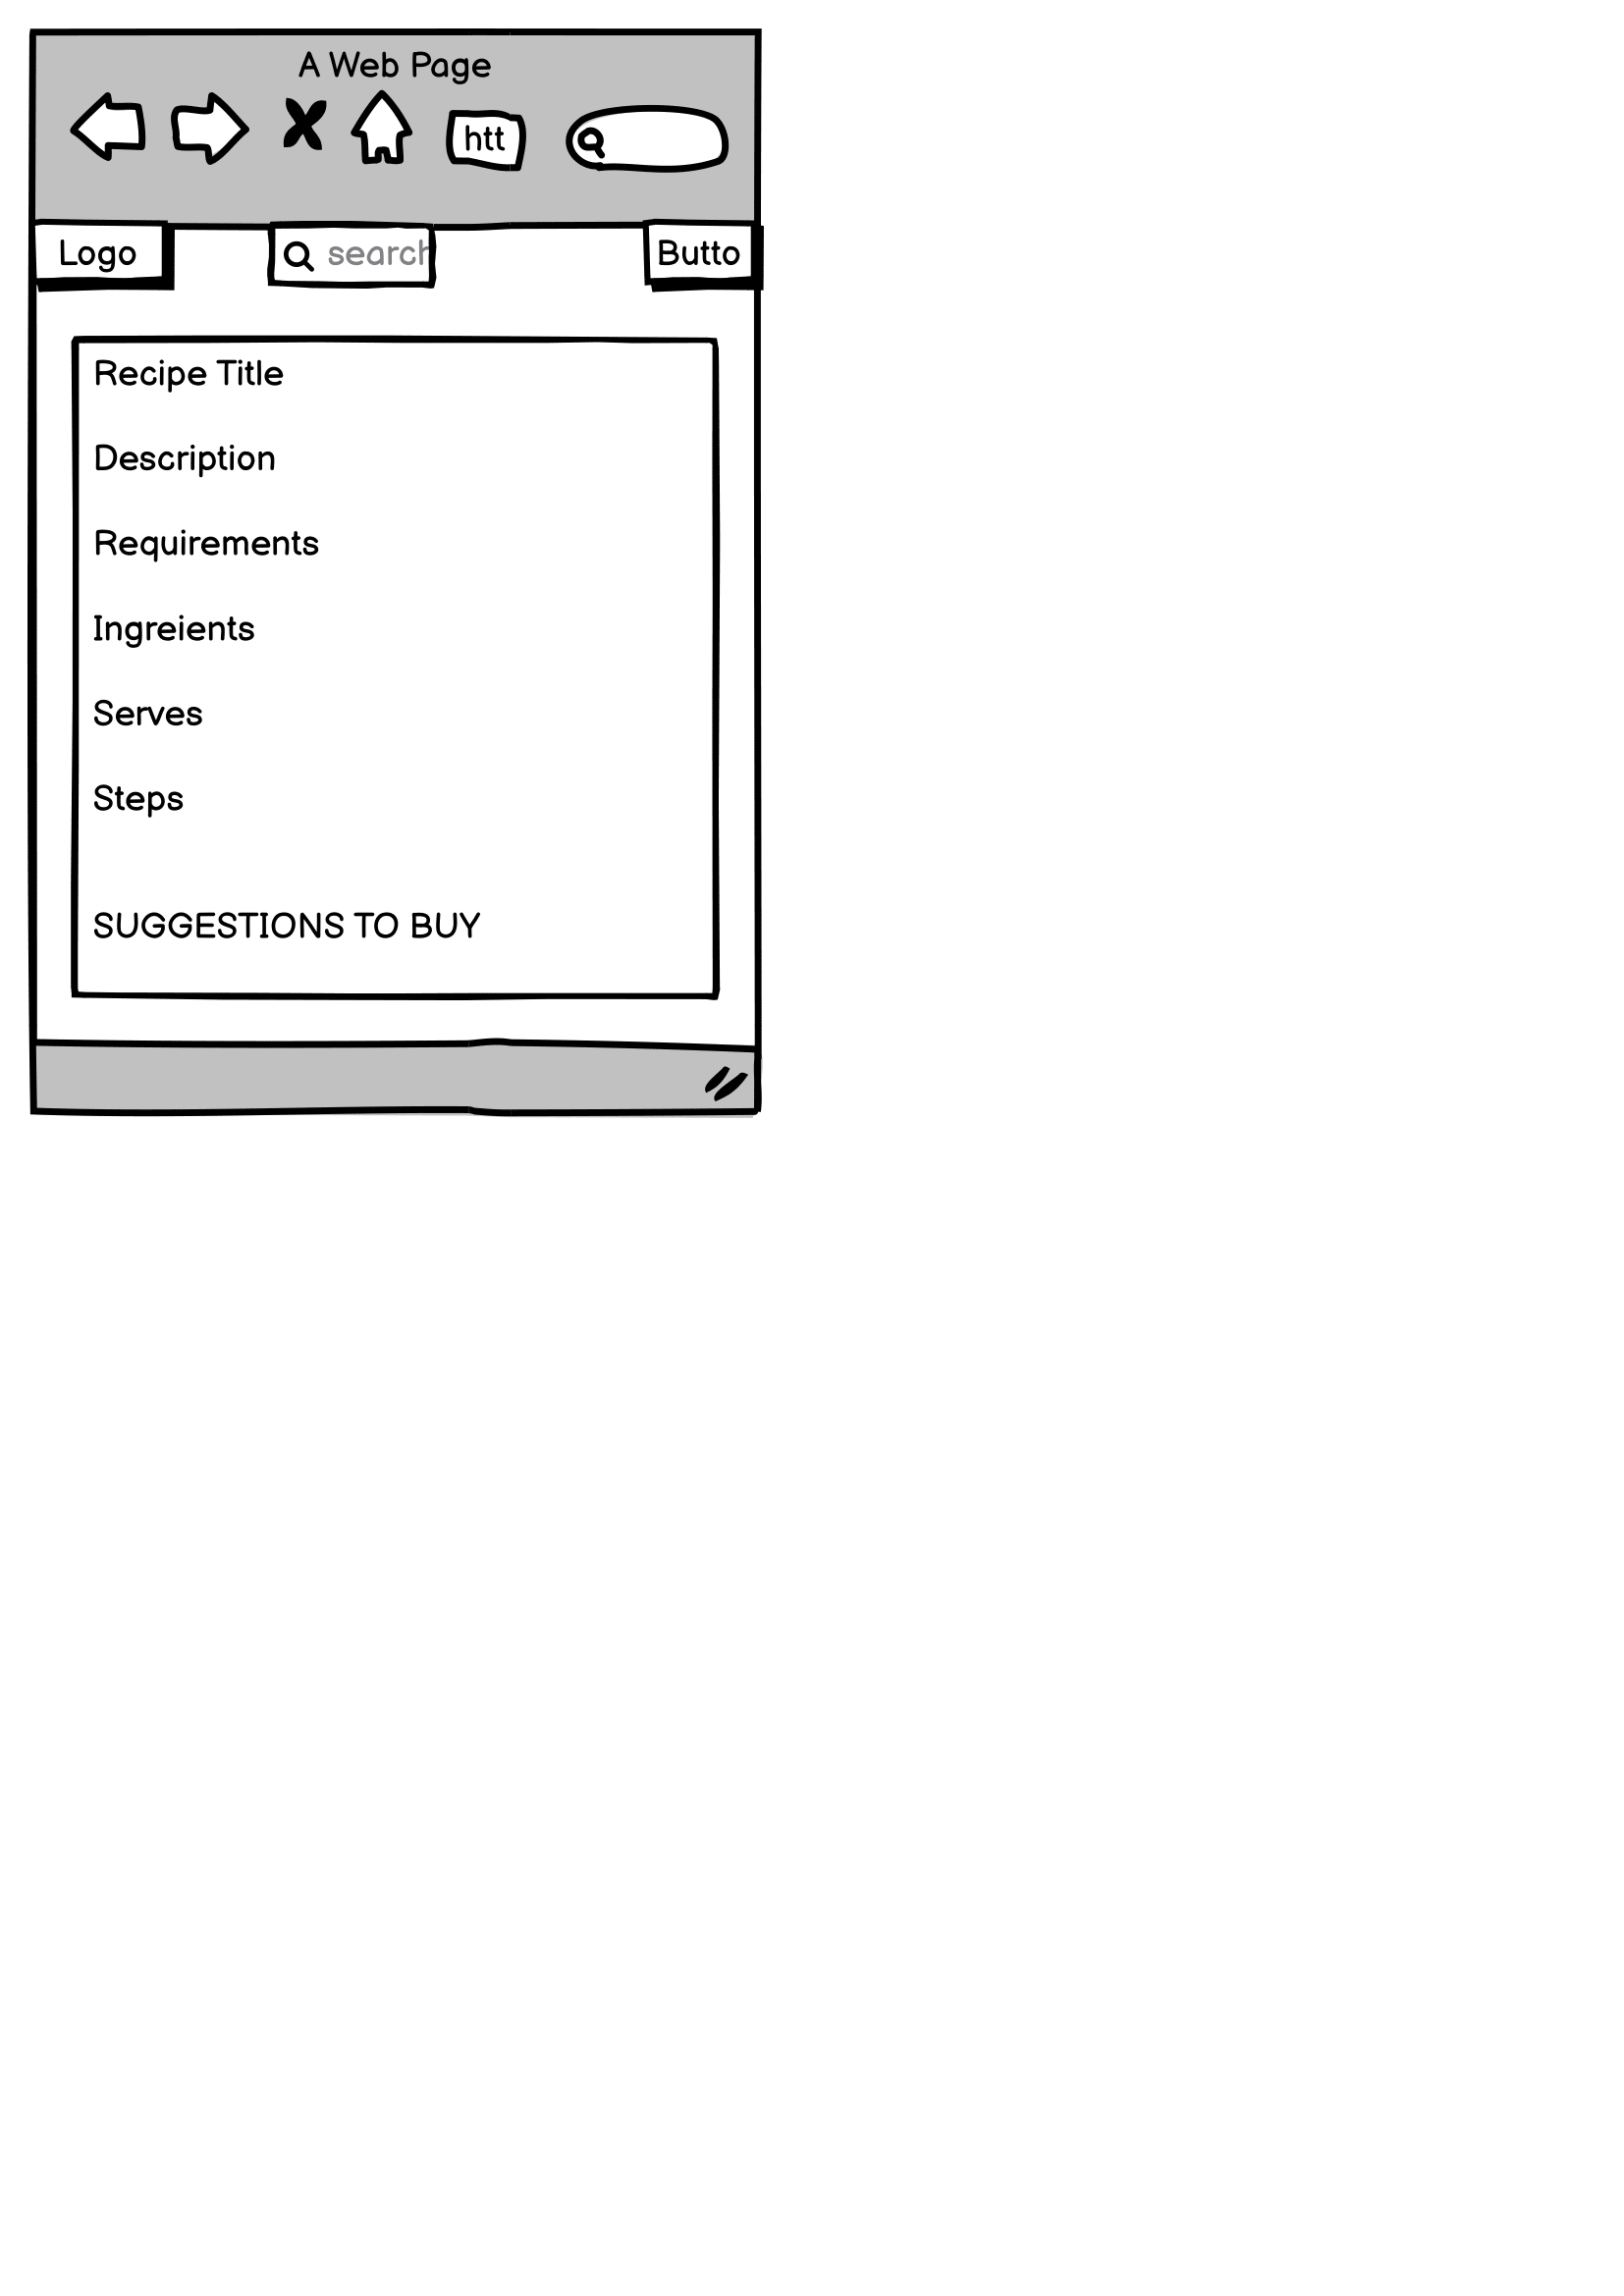 A Web Page
htt
Logo
search
Butto
Recipe Title
Description
Requirements
Ingreients
Serves
Steps
SUGGESTIONS TO BUY